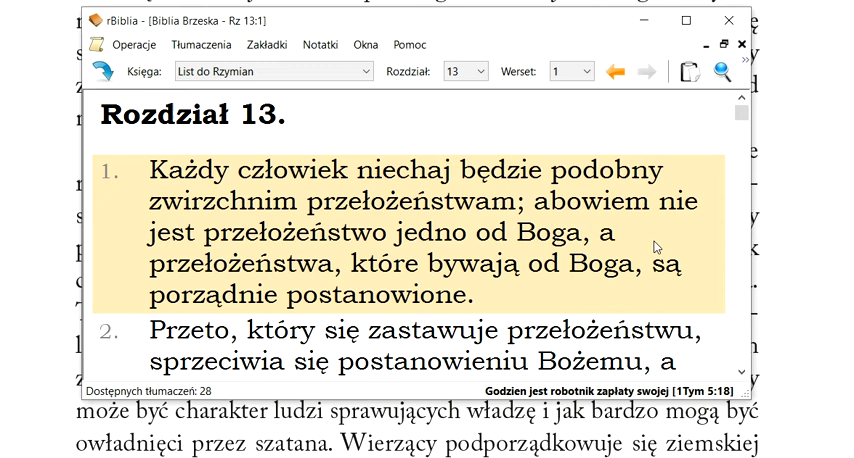 rBiblia - [Biblia Brzeska - Rz 13:1]
Operacje Tłumaczenia Zakładki Notatki Okna Pomoc
Księga: List do Rzymian Rozdział: 13 Werset: 1
Rozdział 13.
1. Każdy człowiek niechaj będzie podobny
zwirzchnim przełożeństwam; abowiem nie
jest przełożeństwo jedno od Boga, a
przełożeństwa, które bywają od Boga, są
porządnie postanowione.
2. Przeto, który się zastawuje przełożeństwu,
sprzeciwia się postanowieniu Bożemu, a
Dostępnych tłumaczeń: 28 Godzien jest robotnik zapłaty swojej [1Tym 5:18]
może być charakter ludzi sprawujących władzę i jak bardzo mogą być
owładnięci przez szatana. Wierzący podporządkowuje się ziemskiej